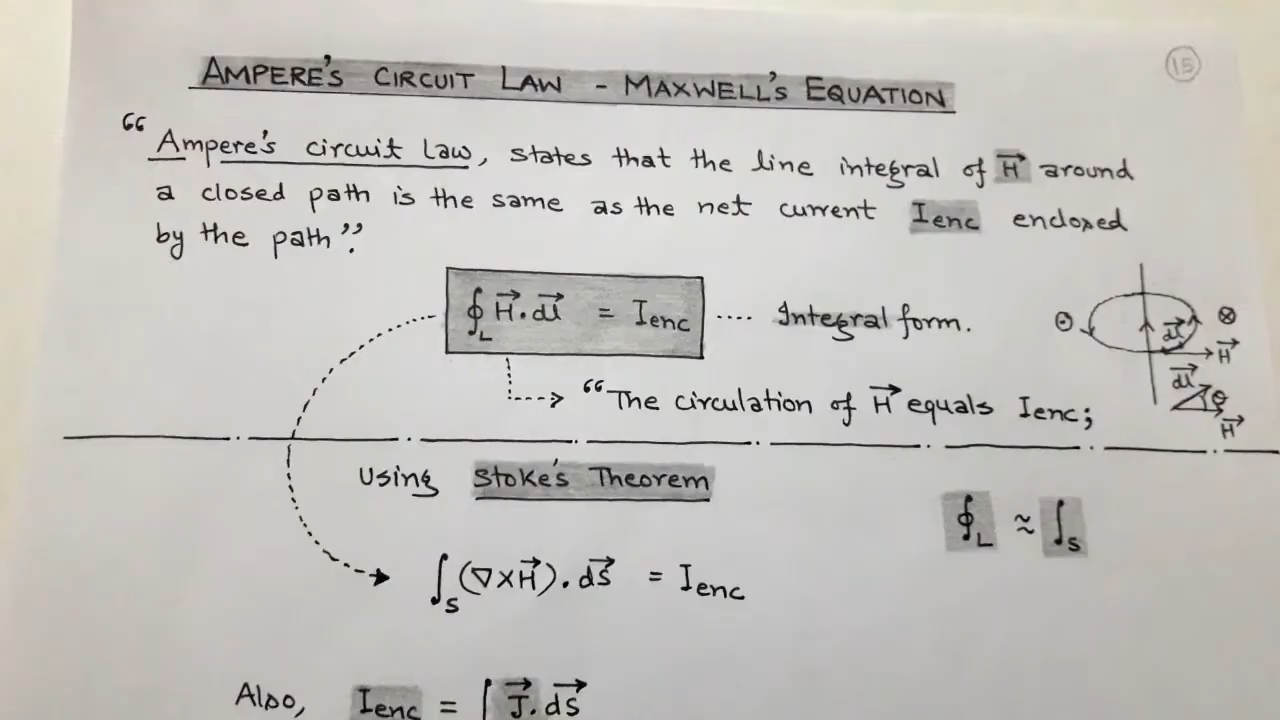 15
AMPERE'S CIRCUIT LAW - MAXWELL'S EQUATION
“ Ampere's circuit law, states that the line integral of H⃗ around
a closed path is the same as the net current Ienc enclosed
by the path”.
∮L H⃗.dl⃗ = Ienc .... Integral form.
dl⃗
H⃗
“The circulation of H⃗ equals Ienc;
dl⃗
θ
H⃗
using Stoke's Theorem
∮L ≈ ∫S
∫S (∇×H⃗).dS⃗ = Ienc
Also, Ienc = ∫ J⃗.dS⃗